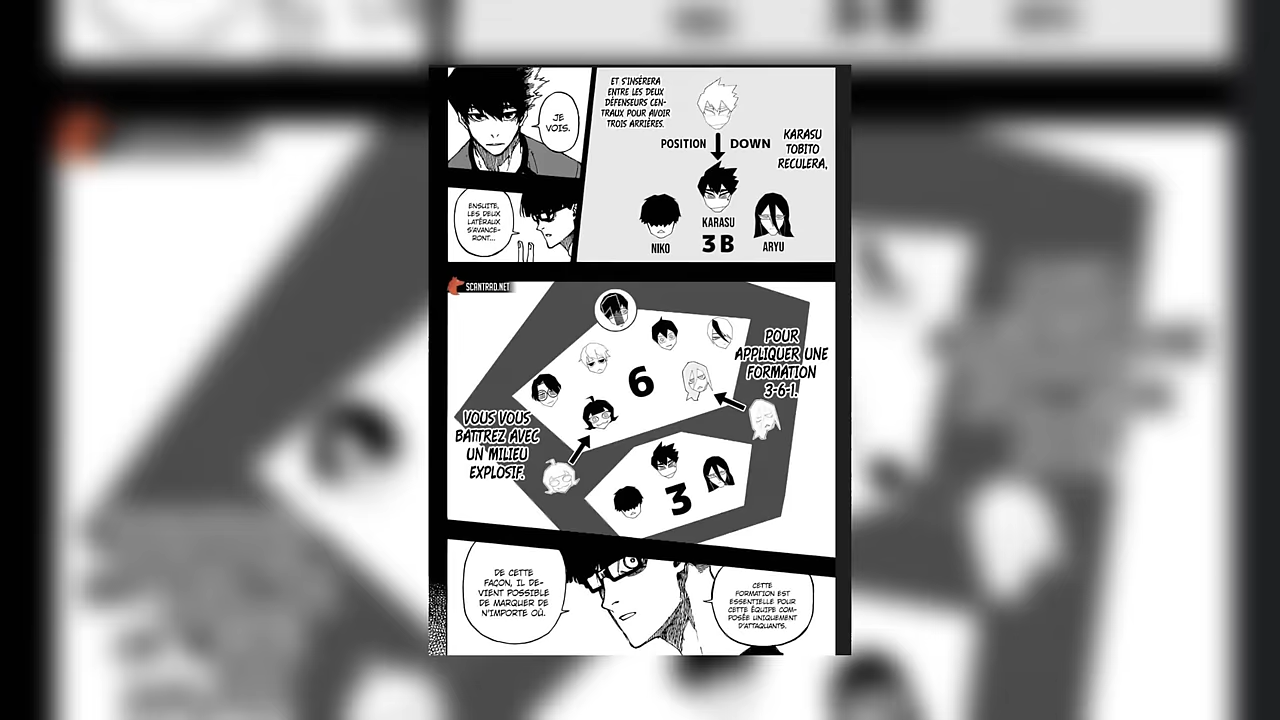 JE
VOIS.
ET S'INSÉRERA
ENTRE LES DEUX
DÉFENSEURS CEN-
TRAUX POUR AVOIR
TROIS ARRIÈRES.
POSITION DOWN
KARASU
TOBITO
RECULERA,
NIKO
KARASU
3B
ARYU
ENSUITE,
LES DEUX
LATÉRAUX
S'AVANCE-
RONT...
SCANTRAD.NET
POUR
APPLIQUER UNE
FORMATION
3-6-1.
6
VOUS VOUS
BATTREZ AVEC
UN MILIEU
EXPLOSIF.
3
DE CETTE
FAÇON, IL DE-
VIENT POSSIBLE
DE MARQUER DE
N'IMPORTE OÙ.
CETTE
FORMATION EST
ESSENTIELLE POUR
CETTE ÉQUIPE COM-
POSÉE UNIQUEMENT
D'ATTAQUANTS.